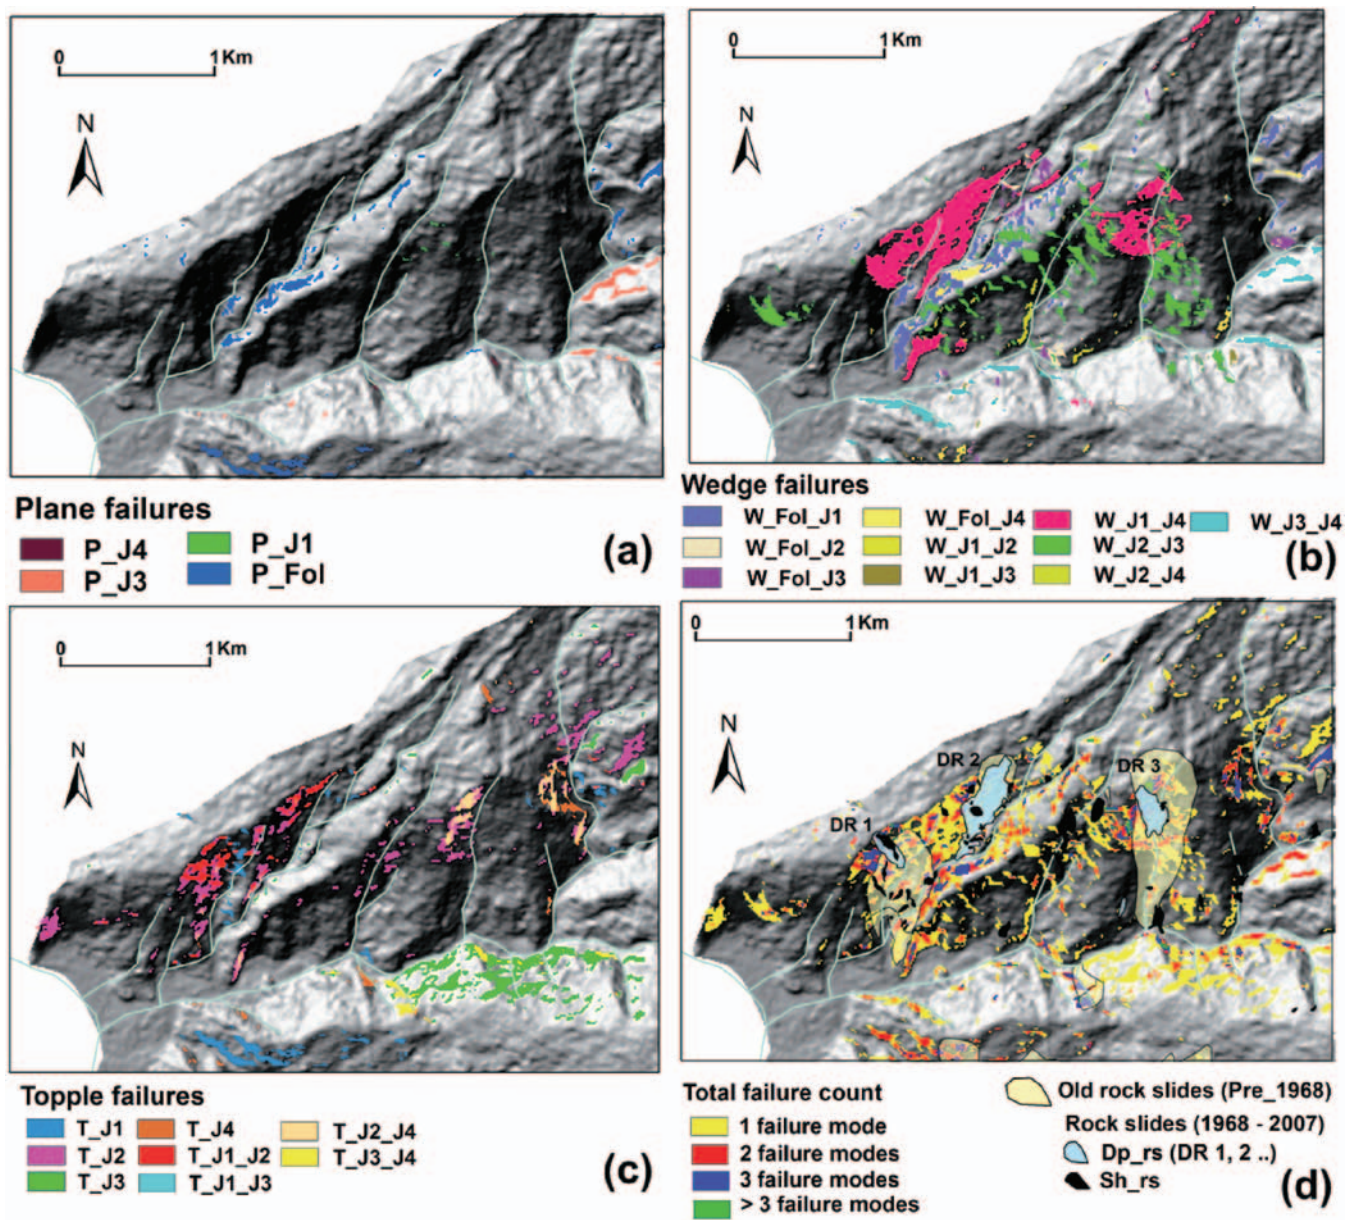 0 1 Km
N
Plane failures
P_J4 P_J1
P_J3 P_Fol
(a)
0 1 Km
N
Wedge failures
W_Fol_J1 W_Fol_J4 W_J1_J4 W_J3_J4
W_Fol_J2 W_J1_J2 W_J2_J3
W_Fol_J3 W_J1_J3 W_J2_J4
(b)
0 1 Km
N
Topple failures
T_J1 T_J4 T_J2_J4
T_J2 T_J1_J2 T_J3_J4
T_J3 T_J1_J3
(c)
0 1 Km
N
DR 2
DR 3
DR 1
Total failure count
1 failure mode
2 failure modes
3 failure modes
> 3 failure modes
Old rock slides (Pre_1968)
Rock slides (1968 - 2007)
Dp_rs (DR 1, 2 ..)
Sh_rs
(d)